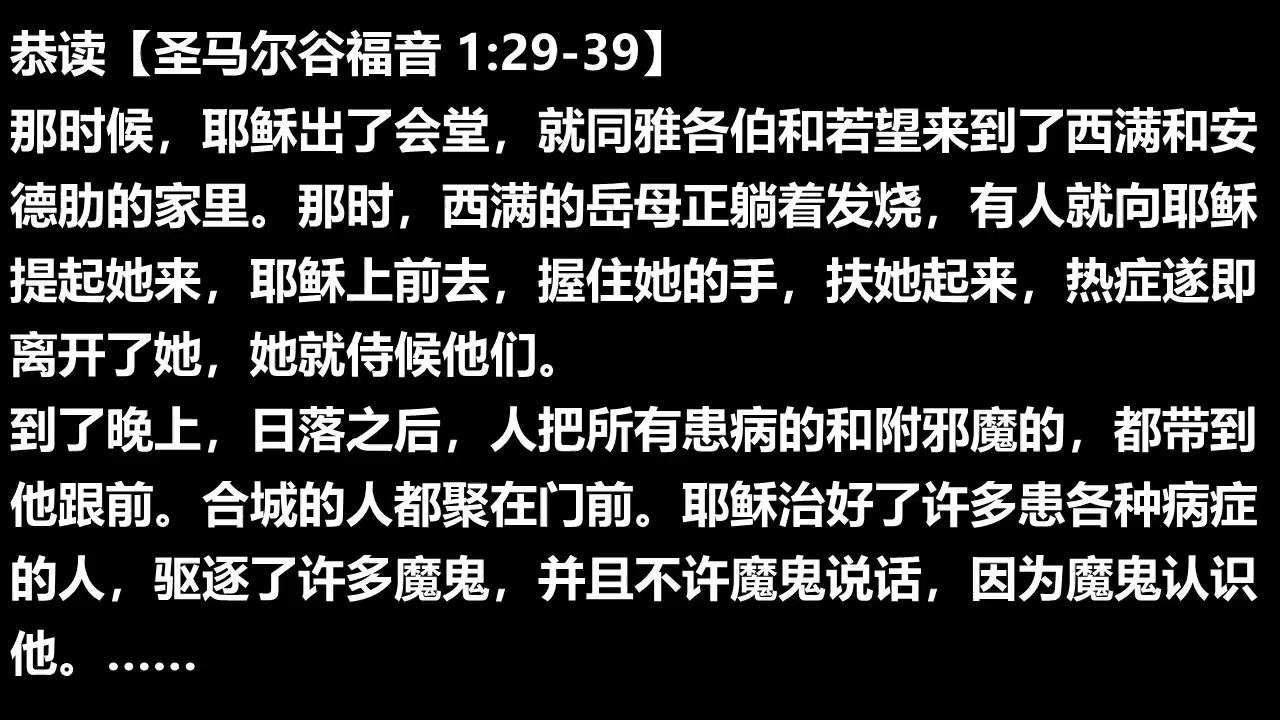 恭读【圣马尔谷福音 1:29-39】
那时候，耶稣出了会堂，就同雅各伯和若望来到了西满和安
德肋的家里。那时，西满的岳母正躺着发烧，有人就向耶稣
提起她来，耶稣上前去，握住她的手，扶她起来，热症遂即
离开了她，她就侍候他们。
到了晚上，日落之后，人把所有患病的和附邪魔的，都带到
他跟前。合城的人都聚在门前。耶稣治好了许多患各种病症
的人，驱逐了许多魔鬼，并且不许魔鬼说话，因为魔鬼认识
他。……